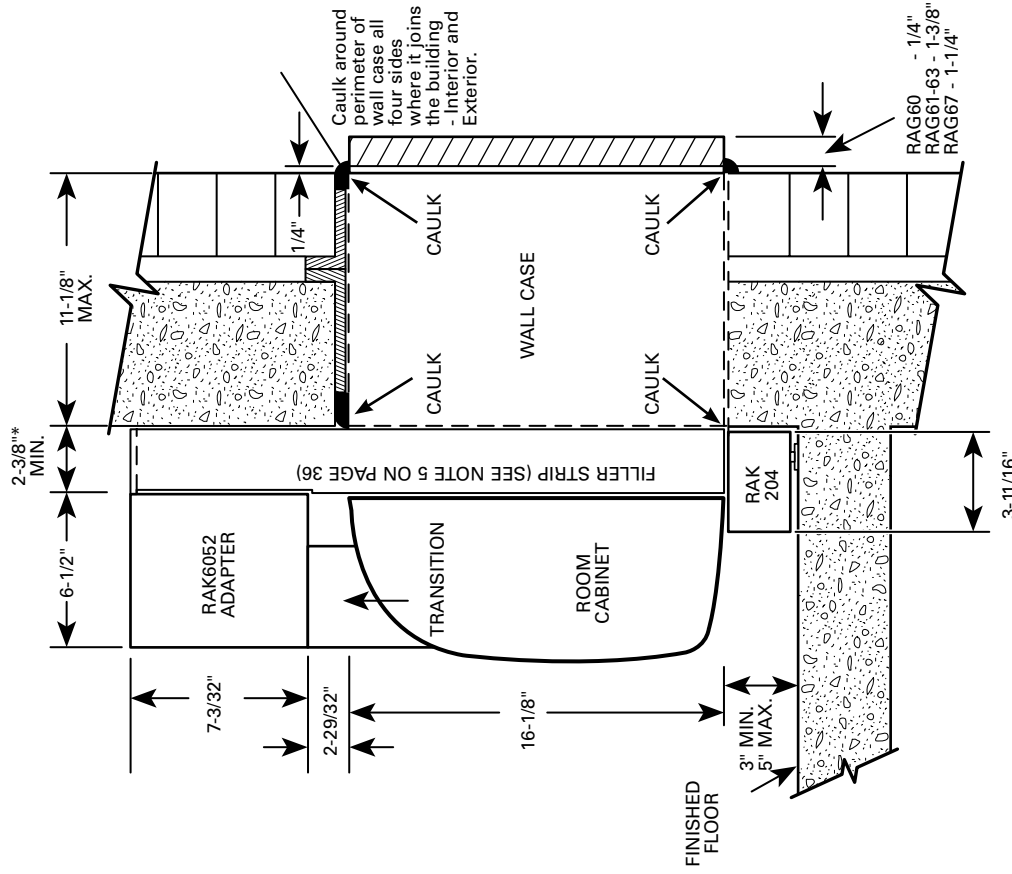 11-1/8"
MAX.
2-3/8"*
MIN.
6-1/2"
1/4"
Caulk around
perimeter of
wall case all
four sides
where it joins
the building
- Interior and
Exterior.
RAG60 - 1/4"
RAG61-63 - 1-3/8"
RAG67 - 1-1/4"
CAULK
CAULK
CAULK
CAULK
WALL CASE
FILLER STRIP (SEE NOTE 5 ON PAGE 36)
RAK6052
ADAPTER
TRANSITION
ROOM
CABINET
RAK
204
7-3/32"
2-29/32"
16-1/8"
3" MIN.
5" MAX.
3-11/16"
FINISHED
FLOOR